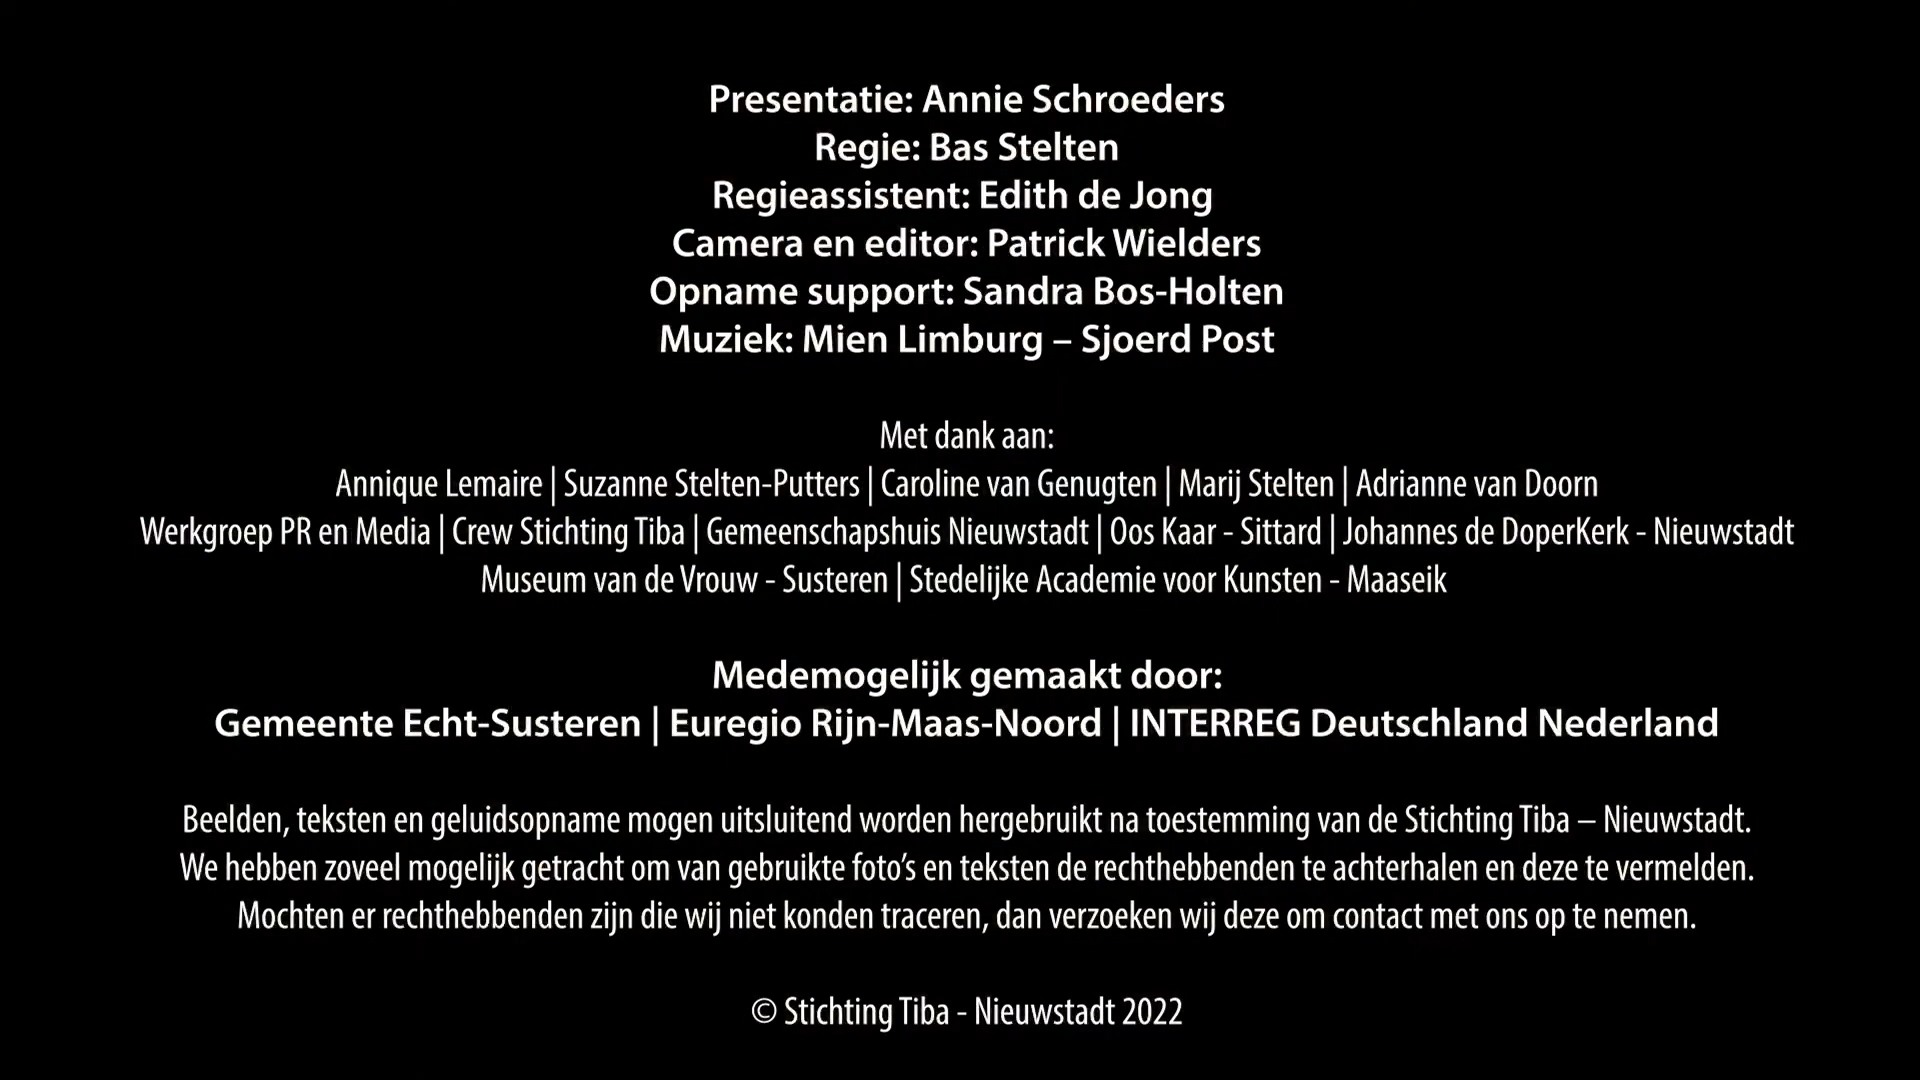 Presentatie: Annie Schroeders
Regie: Bas Stelten
Regieassistent: Edith de Jong
Camera en editor: Patrick Wielders
Opname support: Sandra Bos-Holten
Muziek: Mien Limburg – Sjoerd Post
Met dank aan:
Annique Lemaire | Suzanne Stelten-Putters | Caroline van Genugten | Marij Stelten | Adrianne van Doorn
Werkgroep PR en Media | Crew Stichting Tiba | Gemeenschapshuis Nieuwstadt | Oos Kaar - Sittard | Johannes de DoperKerk - Nieuwstadt
Museum van de Vrouw - Susteren | Stedelijke Academie voor Kunsten - Maaseik
Medemogelijk gemaakt door:
Gemeente Echt-Susteren | Euregio Rijn-Maas-Noord | INTERREG Deutschland Nederland
Beelden, teksten en geluidsopname mogen uitsluitend worden hergebruikt na toestemming van de Stichting Tiba – Nieuwstadt.
We hebben zoveel mogelijk getracht om van gebruikte foto’s en teksten de rechthebbenden te achterhalen en deze te vermelden.
Mochten er rechthebbenden zijn die wij niet konden traceren, dan verzoeken wij deze om contact met ons op te nemen.
© Stichting Tiba - Nieuwstadt 2022